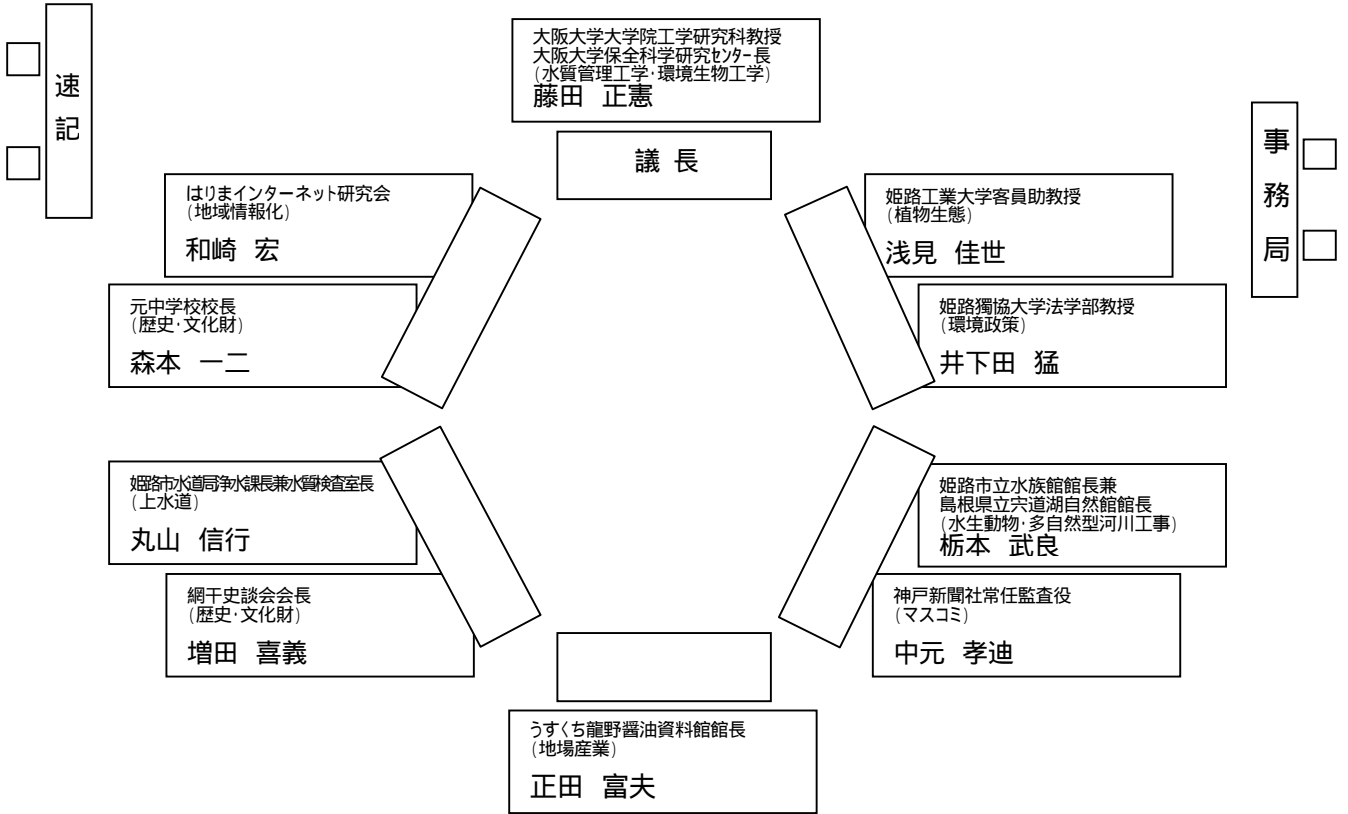 速記
大阪大学大学院工学研究科教授
大阪大学保全科学研究センター長
(水質管理工学・環境生物工学)
藤田 正憲
議 長
事務局
はりまインターネット研究会
(地域情報化)
和崎 宏
姫路工業大学客員助教授
(植物生態)
浅見 佳世
元中学校校長
(歴史・文化財)
森本 一二
姫路獨協大学法学部教授
(環境政策)
井下田 猛
姫路市水道局浄水課長兼水質検査室長
(上水道)
丸山 信行
姫路市立水族館館長兼
島根県立宍道湖自然館館長
(水生動物・多自然型河川工事)
栃本 武良
網干史談会会長
(歴史・文化財)
増田 喜義
神戸新聞社常任監査役
(マスコミ)
中元 孝迪
うすくち龍野醤油資料館館長
(地場産業)
正田 富夫